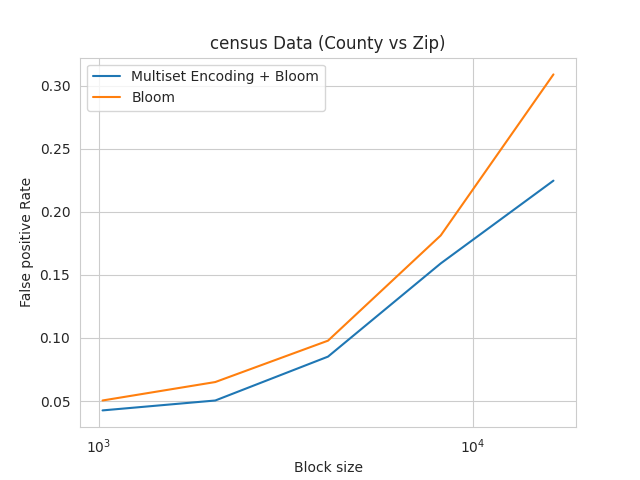 census Data (County vs Zip)
Multiset Encoding + Bloom
Bloom
0.30
0.25
0.20
0.15
0.10
0.05
False positive Rate
10³
10⁴
Block size